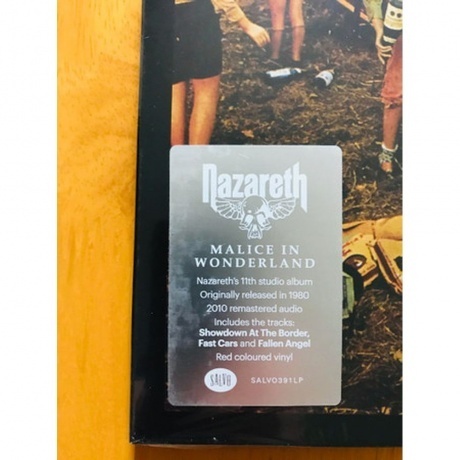 Nazareth
MALICE IN
WONDERLAND
Nazareth's 11th studio album
Originally released in 1980
2010 remastered audio
Includes the tracks:
Showdown At The Border,
Fast Cars and Fallen Angel
Red coloured vinyl
SALVO SALVO391LP